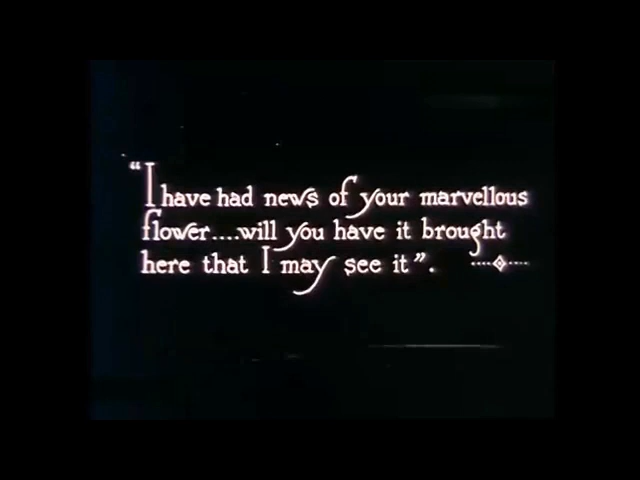 “I have had news of your marvellous
flower....will you have it brought
here that I may see it”.